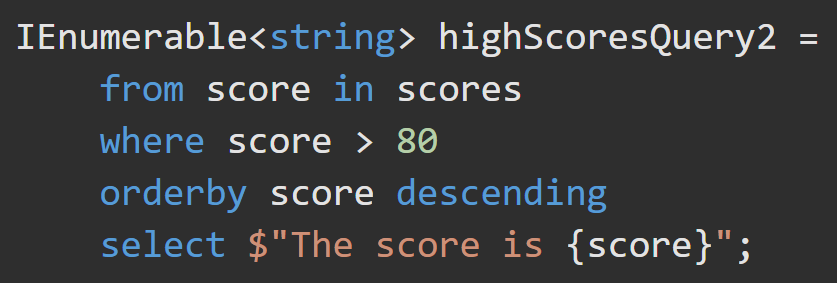 IEnumerable<string> highScoresQuery2 =
    from score in scores
    where score > 80
    orderby score descending
    select $"The score is {score}";